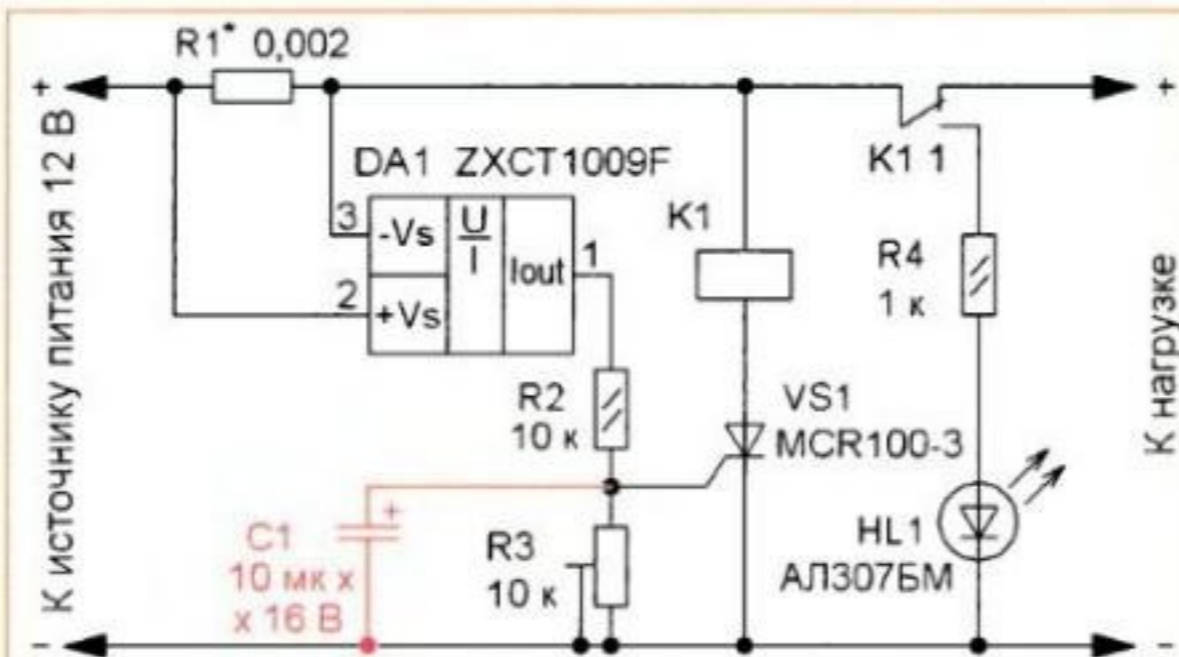 R1* 0,002
+
+
К источнику питания 12 В
DA1 ZXCT1009F
K1 1
3
-Vs
U
I
Iout
1
K1
R4
1 к
2
+Vs
К нагрузке
R2
10 к
VS1
MCR100-3
+
C1
10 мк х
х 16 В
R3
10 к
HL1
АЛ307БМ
-
-